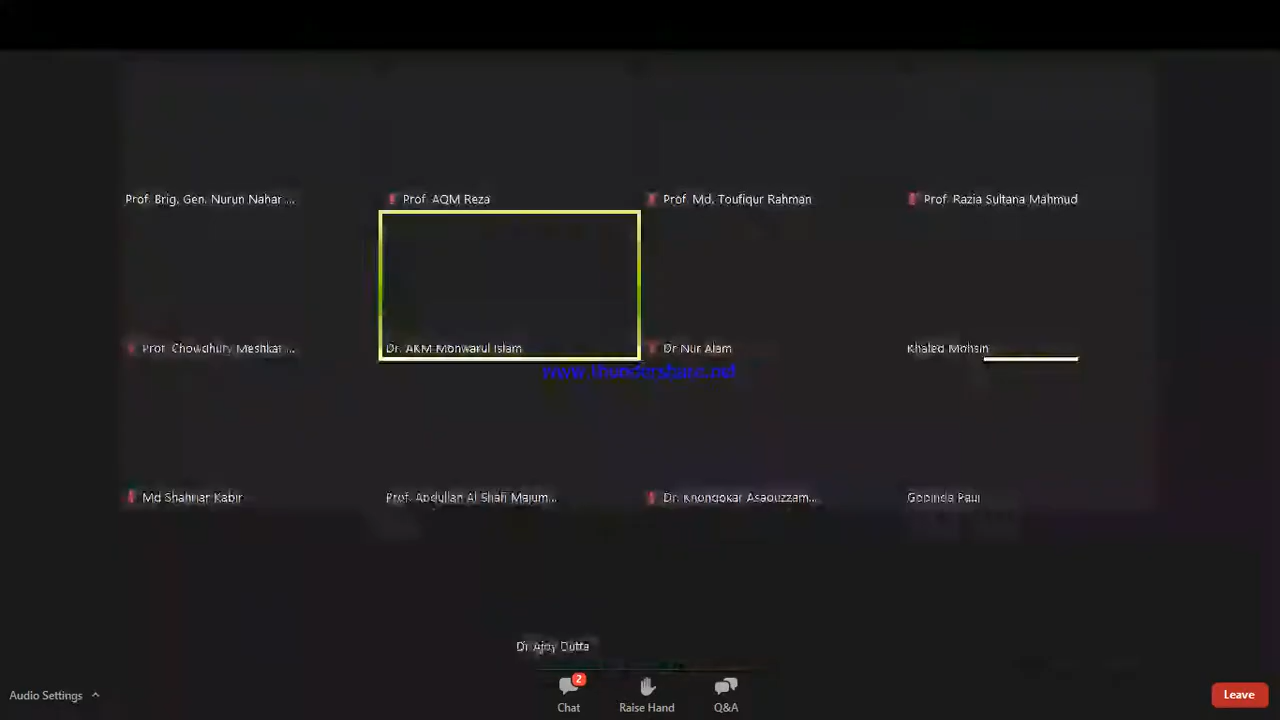 Prof. Brig. Gen. Nurun Nahar ...
Prof. AQM Reza
Prof. Md. Toufiqur Rahman
Prof. Razia Sultana Mahmud
Prof. Chowdhury Meshkat ...
Dr. AKM Monwarul Islam
Dr Nur Alam
Khaled Mohsin
www.thundershare.net
Md Shahriar Kabir
Prof. Abdullah Al Shafi Majum...
Dr. Khondokar Asaduzzam...
Gobinda Paul
Dr Ajoy Dutta
Audio Settings
2
Chat
Raise Hand
Q&A
Leave